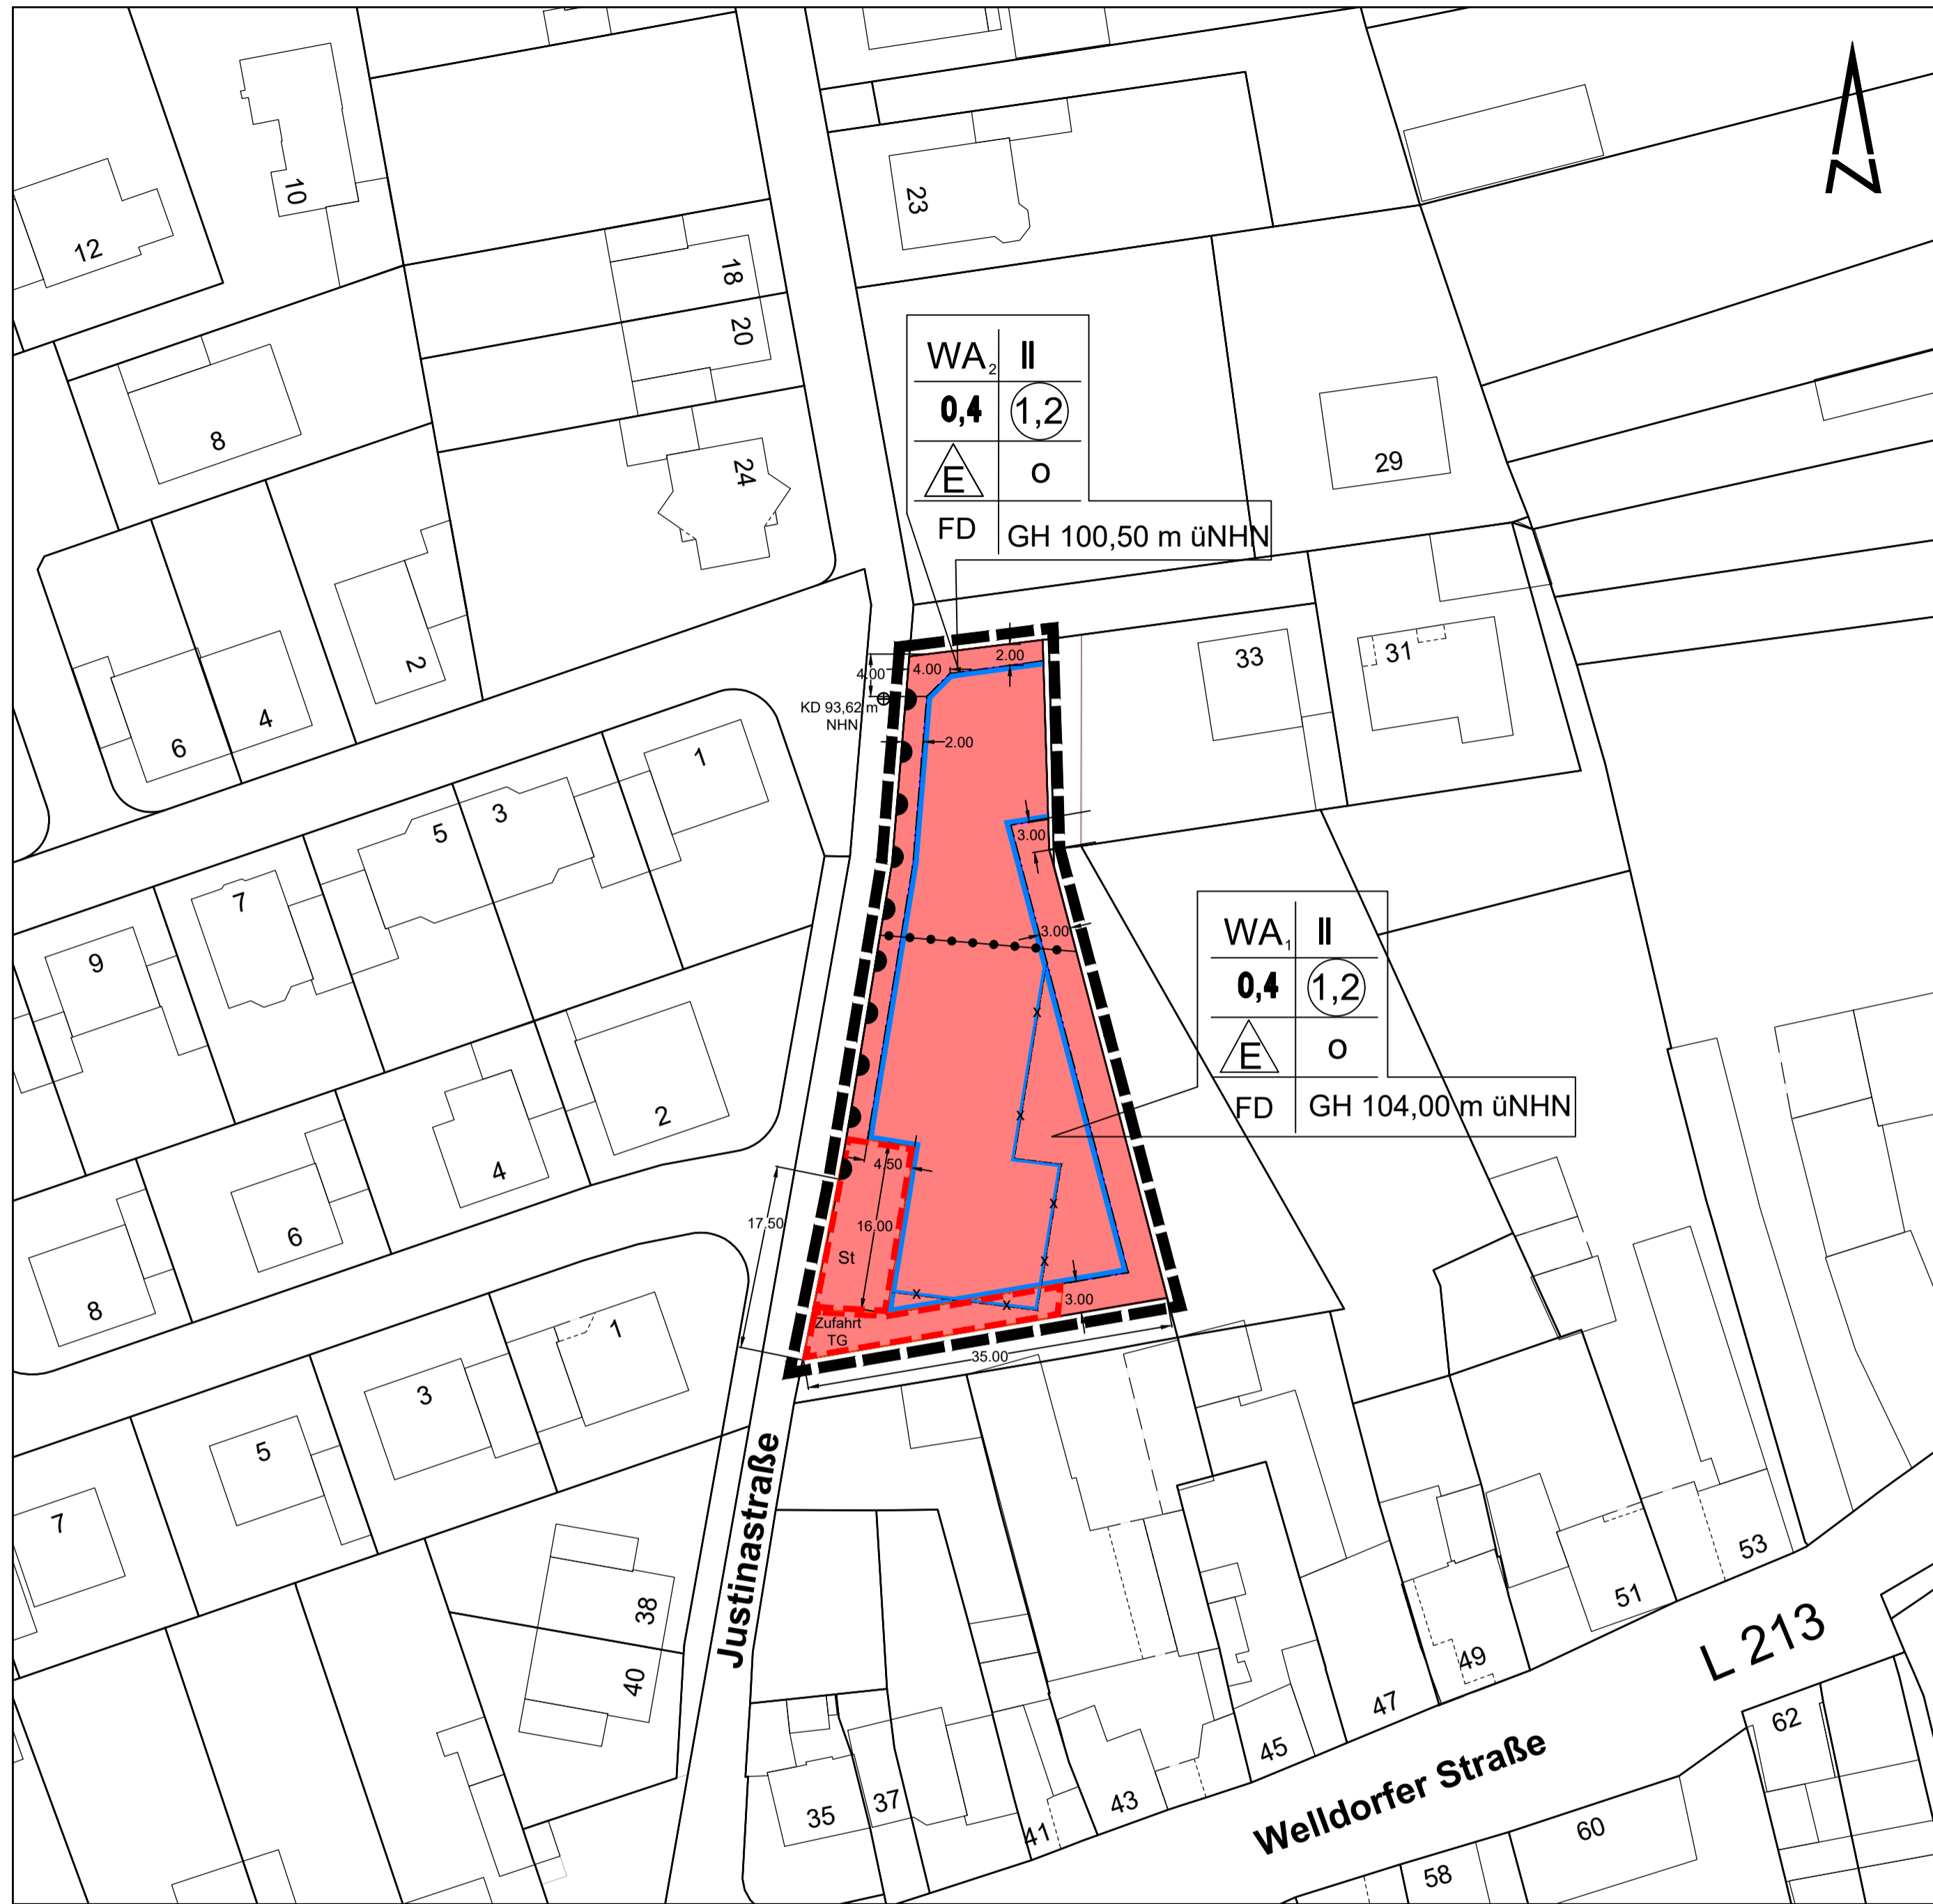 10
12
23
18
20
24
8
2
4
6
29
WA₂ II
0,4 1,2
E o
FD GH 100,50 m üNHN
33
31
4.00
4.00
2.00
KD 93,62 m
NHN
2.00
3.00
3.00
1
3
5
7
9
2
4
6
8
WA₁ II
0,4 1,2
E o
FD GH 104,00 m üNHN
x
x
x
x
x
x
4.50
16.00
17.50
St
Zufahrt
TG
3.00
35.00
1
3
5
7
38
40
Justinastraße
35
37
41
43
45
47
49
51
53
L 213
Welldorfer Straße
58
60
62